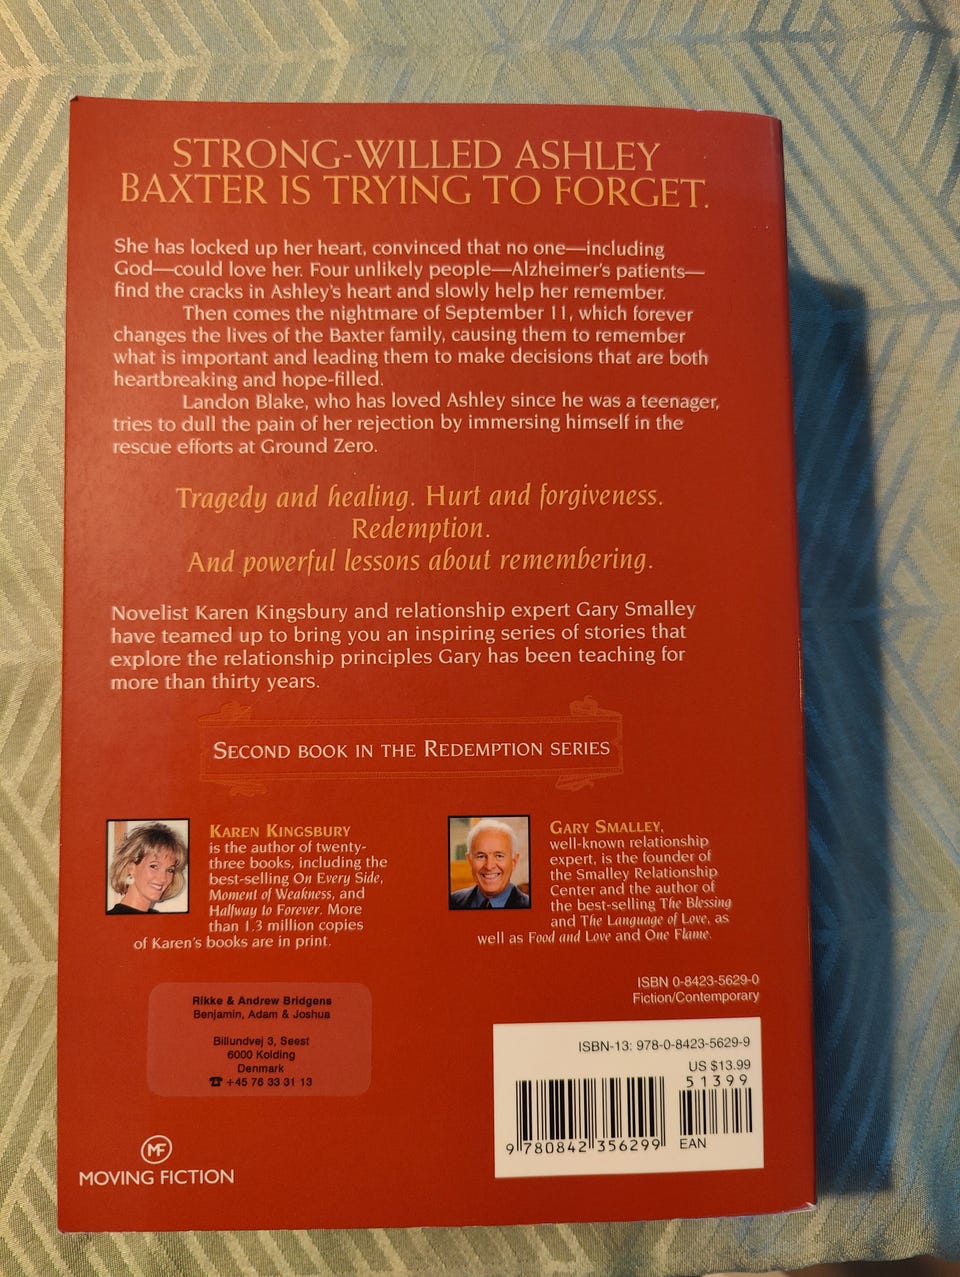 STRONG-WILLED ASHLEY
BAXTER IS TRYING TO FORGET.
She has locked up her heart, convinced that no one—including
God—could love her. Four unlikely people—Alzheimer's patients—
find the cracks in Ashley's heart and slowly help her remember.
Then comes the nightmare of September 11, which forever
changes the lives of the Baxter family, causing them to remember
what is important and leading them to make decisions that are both
heartbreaking and hope-filled.
Landon Blake, who has loved Ashley since he was a teenager,
tries to dull the pain of her rejection by immersing himself in the
rescue efforts at Ground Zero.
Tragedy and healing. Hurt and forgiveness.
Redemption.
And powerful lessons about remembering.
Novelist Karen Kingsbury and relationship expert Gary Smalley
have teamed up to bring you an inspiring series of stories that
explore the relationship principles Gary has been teaching for
more than thirty years.
SECOND BOOK IN THE REDEMPTION SERIES
KAREN KINGSBURY
is the author of twenty-
three books, including the
best-selling On Every Side,
Moment of Weakness, and
Halfway to Forever. More
than 1.3 million copies
of Karen's books are in print.
GARY SMALLEY,
well-known relationship
expert, is the founder of
the Smalley Relationship
Center and the author of
the best-selling The Blessing
and The Language of Love, as
well as Food and Love and One Flame.
Rikke & Andrew Bridgens
Benjamin, Adam & Joshua
Billundvej 3, Seest
6000 Kolding
Denmark
☎ +45 76 33 31 13
ISBN 0-8423-5629-0
Fiction/Contemporary
ISBN-13: 978-0-8423-5629-9
US $13.99
51399
9 780842 356299
EAN
MF
MOVING FICTION